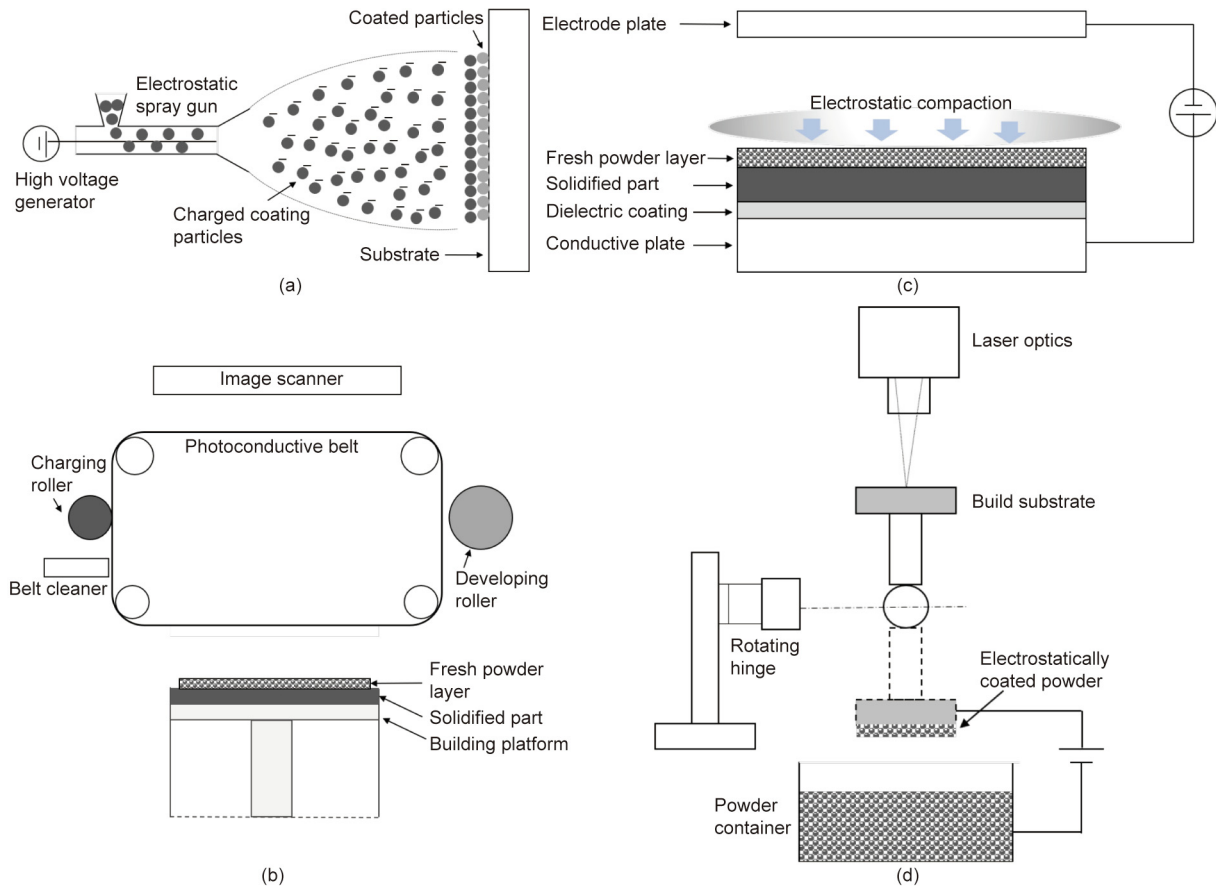 Coated particles
Electrostatic
spray gun
High voltage
generator
Charged coating
particles
Substrate
(a)
Electrode plate
Electrostatic compaction
Fresh powder layer
Solidified part
Dielectric coating
Conductive plate
(c)
Image scanner
Photoconductive belt
Charging
roller
Belt cleaner
Developing
roller
Fresh powder
layer
Solidified part
Building platform
(b)
Laser optics
Build substrate
Rotating
hinge
Electrostatically
coated powder
Powder
container
(d)